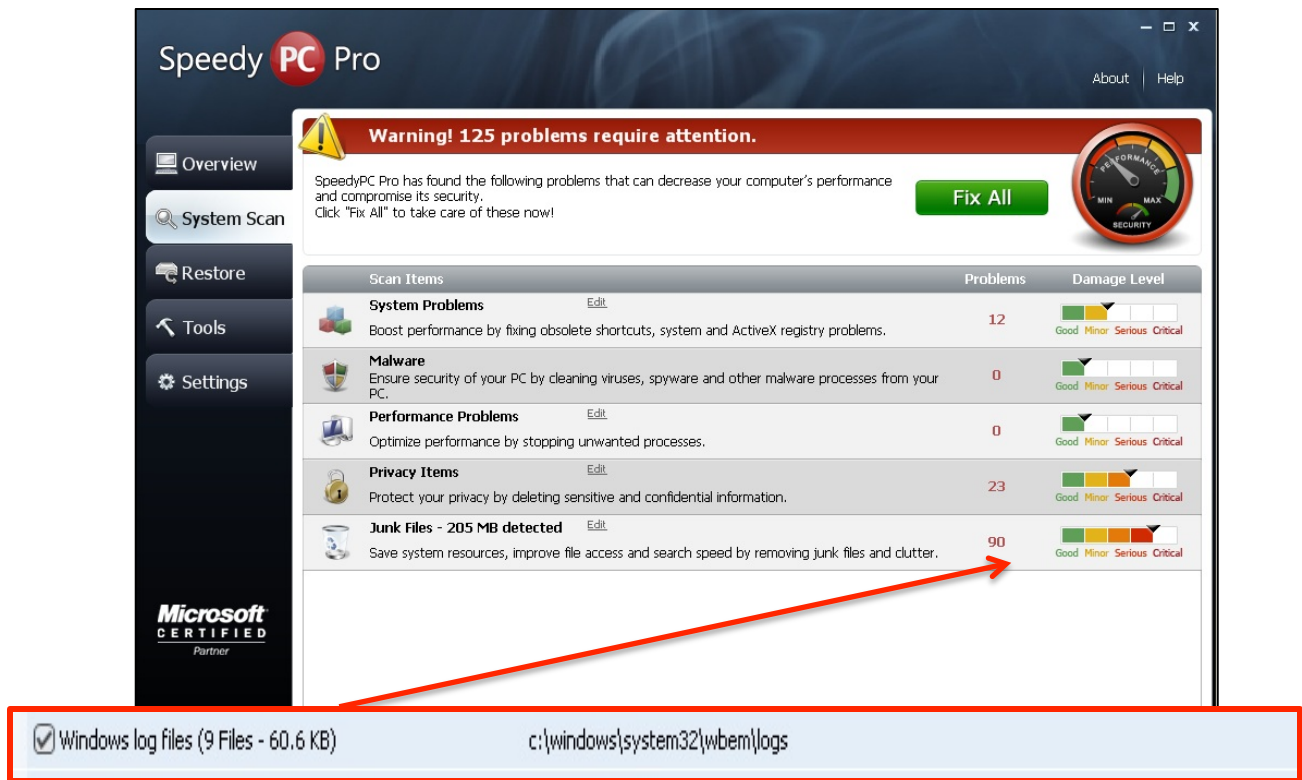 Speedy PC Pro
About | Help
Overview
System Scan
Restore
Tools
Settings
Microsoft
CERTIFIED
Partner
Warning! 125 problems require attention.
SpeedyPC Pro has found the following problems that can decrease your computer's performance
and compromise its security.
Click "Fix All" to take care of these now!
Fix All
PERFORMANCE
MIN MAX
SECURITY
Scan Items Problems Damage Level
System Problems Edit
Boost performance by fixing obsolete shortcuts, system and ActiveX registry problems.
12
Good Minor Serious Critical
Malware
Ensure security of your PC by cleaning viruses, spyware and other malware processes from your
PC.
0
Good Minor Serious Critical
Performance Problems Edit
Optimize performance by stopping unwanted processes.
0
Good Minor Serious Critical
Privacy Items Edit
Protect your privacy by deleting sensitive and confidential information.
23
Good Minor Serious Critical
Junk Files - 205 MB detected Edit
Save system resources, improve file access and search speed by removing junk files and clutter.
90
Good Minor Serious Critical
Windows log files (9 Files - 60.6 KB) c:\windows\system32\wbem\logs